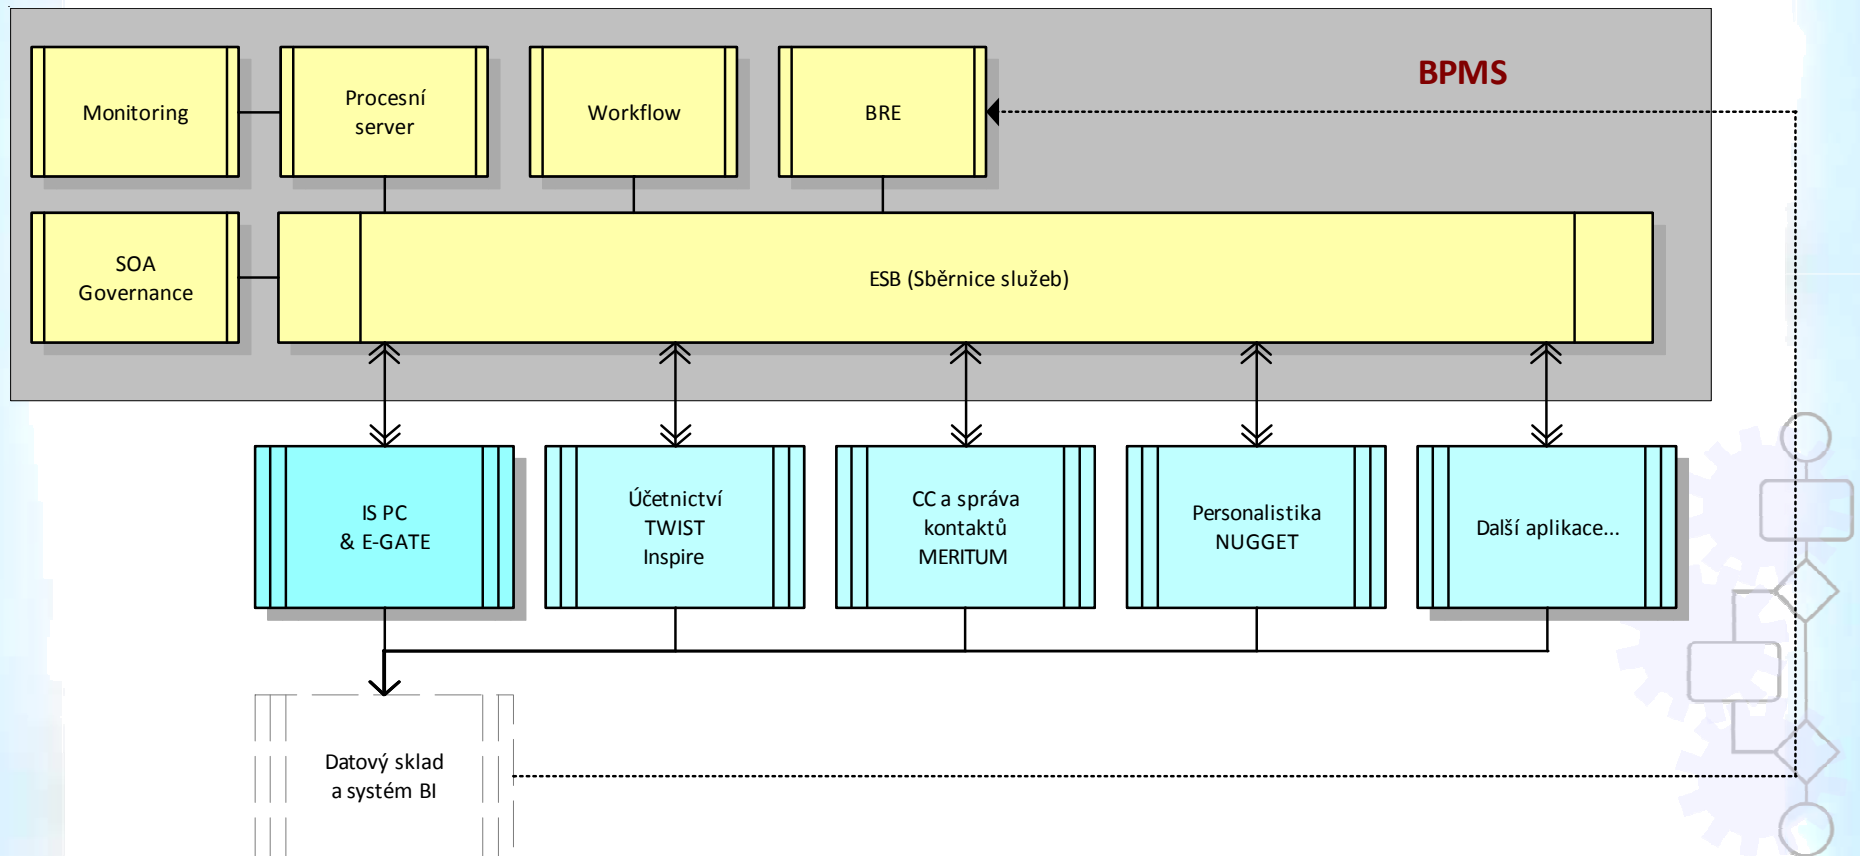 BPMS
Monitoring
Procesní
server
Workflow
BRE
SOA
Governance
ESB (Sběrnice služeb)
IS PC
& E-GATE
Účetnictví
TWIST
Inspire
CC a správa
kontaktů
MERITUM
Personalistika
NUGGET
Další aplikace...
Datový sklad
a systém BI